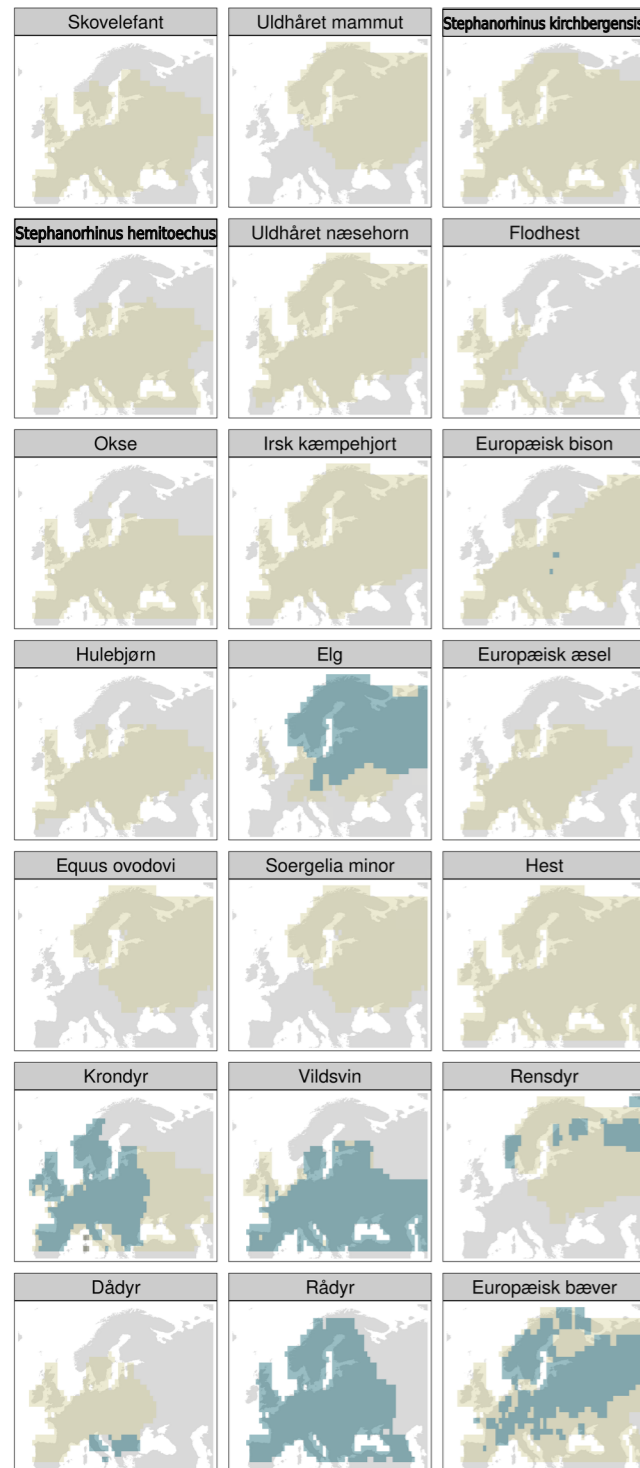 Skovelefant
Uldhåret mammut
Stephanorhinus kirchbergensis
Stephanorhinus hemitoechus
Uldhåret næsehorn
Flodhest
Okse
Irsk kæmpehjort
Europæisk bison
Hulebjørn
Elg
Europæisk æsel
Equus ovodovi
Soergelia minor
Hest
Krondyr
Vildsvin
Rensdyr
Dådyr
Rådyr
Europæisk bæver